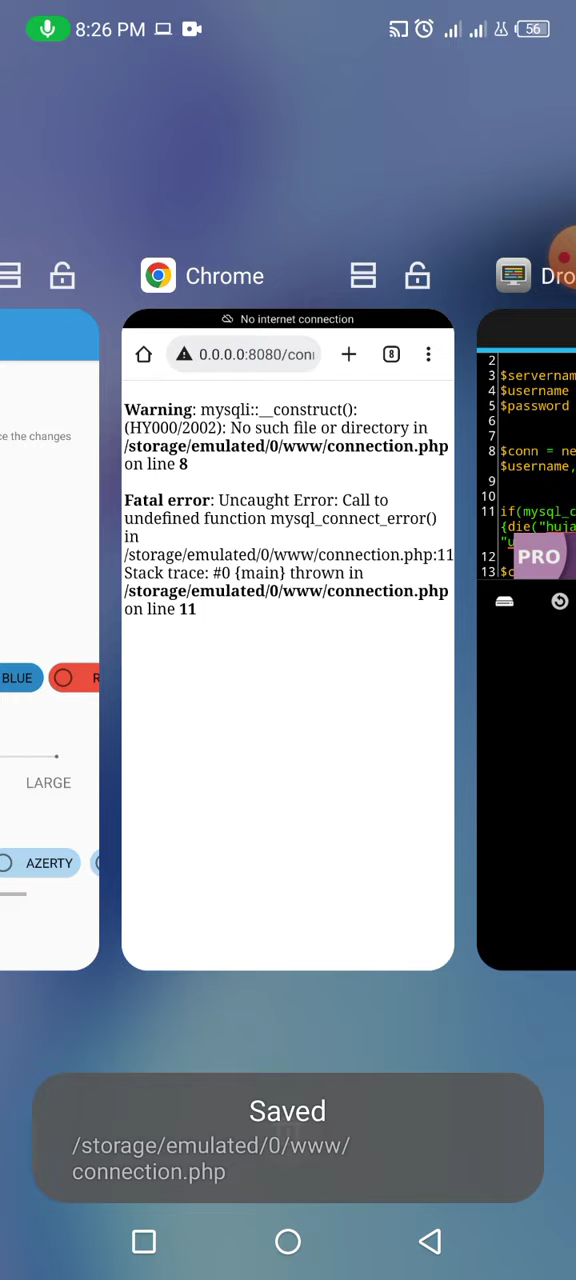 8:26 PM
56
Chrome
Dro
No internet connection
0.0.0.0:8080/con
8
ce the changes
Warning: mysqli::__construct():
(HY000/2002): No such file or directory in
/storage/emulated/0/www/connection.php
on line 8
Fatal error: Uncaught Error: Call to
undefined function mysql_connect_error()
in
/storage/emulated/0/www/connection.php:11
Stack trace: #0 {main} thrown in
/storage/emulated/0/www/connection.php
on line 11
2
3 $servernam
4 $username
5 $password
6
7
8 $conn = ne
$username,
9
10
11 if(mysql_c
{die("huja
12
13 $c
PRO
BLUE
R
LARGE
AZERTY
Saved
/storage/emulated/0/www/
connection.php